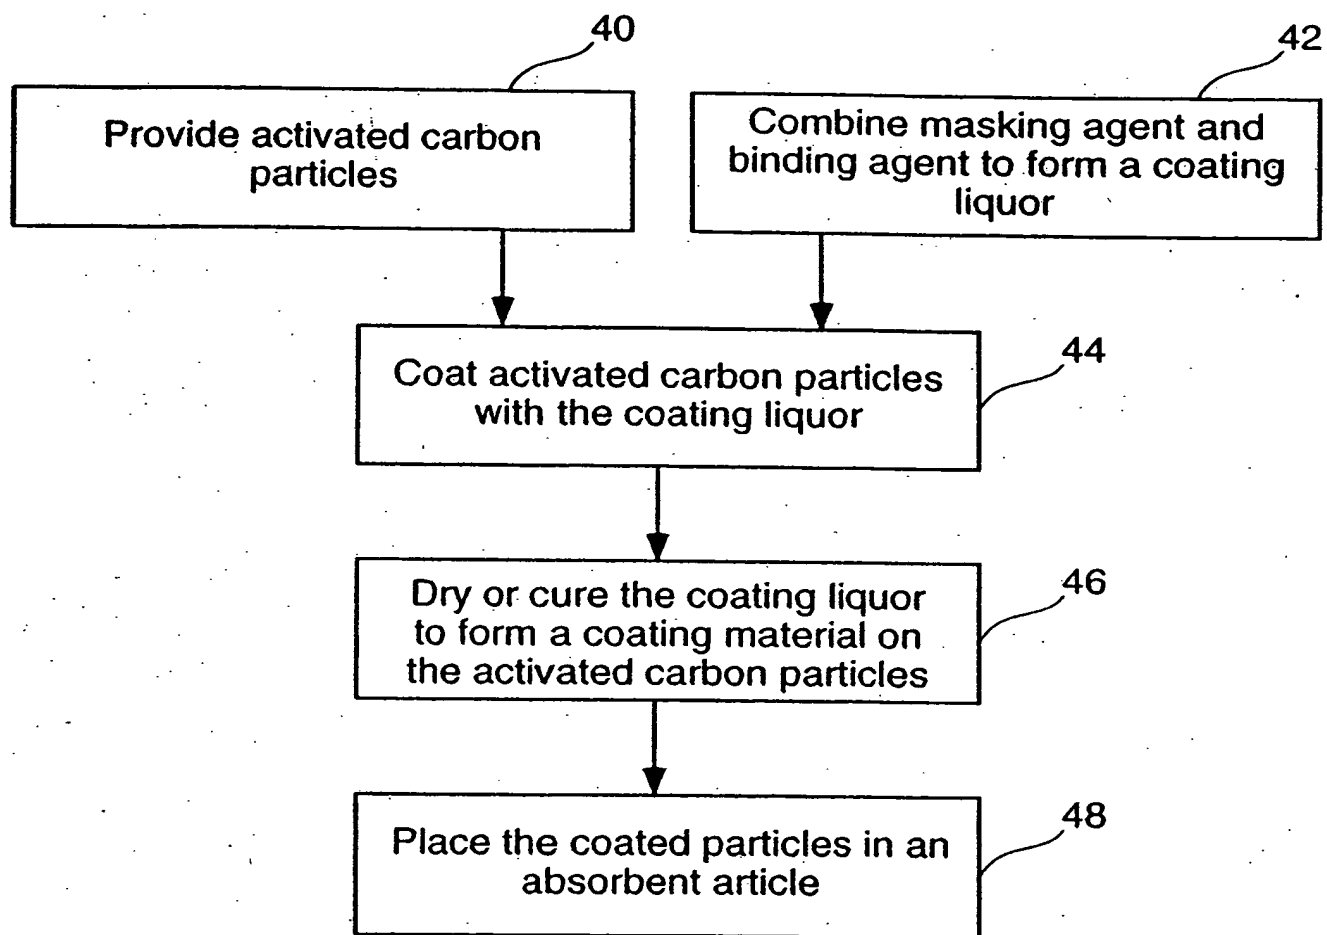 40
42
Provide activated carbon
particles
Combine masking agent and
binding agent to form a coating
liquor
44
Coat activated carbon particles
with the coating liquor
46
Dry or cure the coating liquor
to form a coating material on
the activated carbon particles
48
Place the coated particles in an
absorbent article